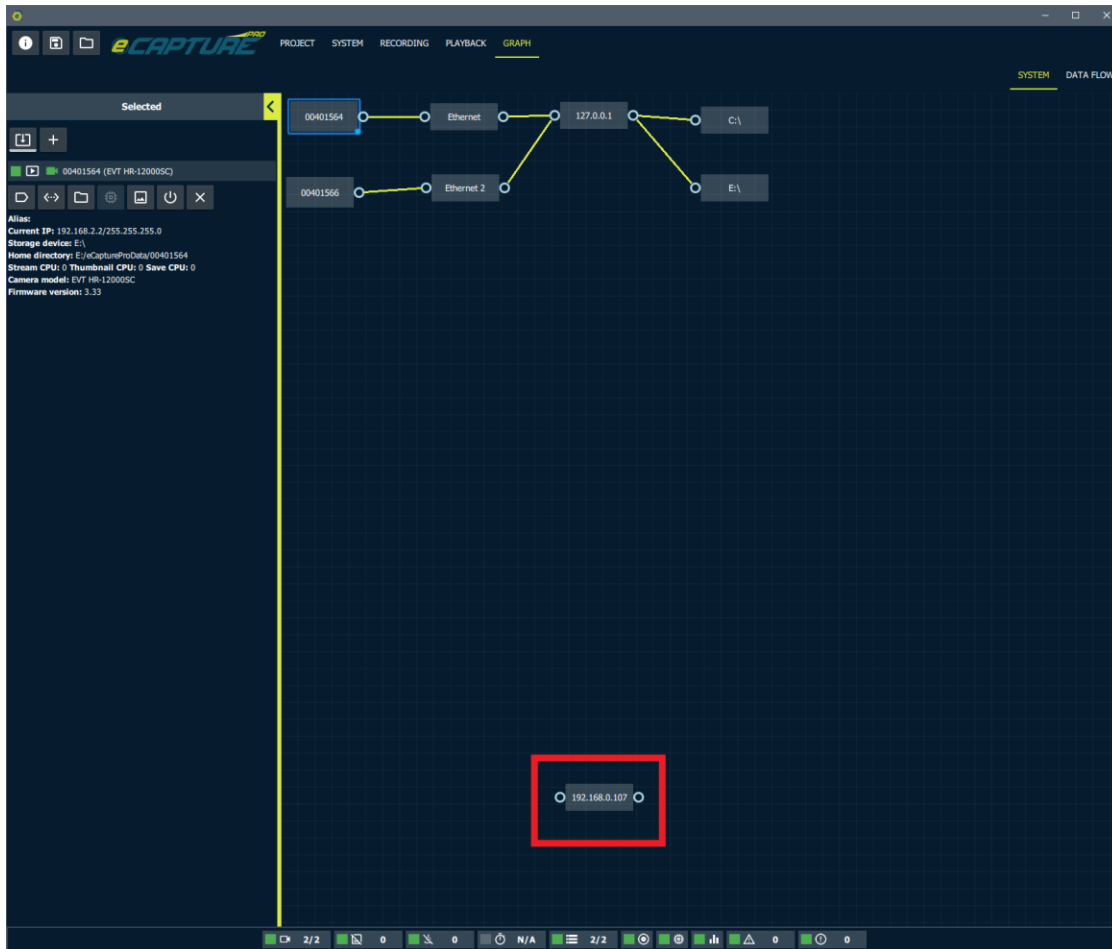 eCAPTURE PRO
PROJECT SYSTEM RECORDING PLAYBACK GRAPH
SYSTEM DATA FLOW
Selected
00401564 (EVT HR-12000SC)
Alias:
Current IP: 192.168.2.2/255.255.255.0
Storage device: E:\
Home directory: E:/eCaptureProData/00401564
Stream CPU: 0 Thumbnail CPU: 0 Save CPU: 0
Camera model: EVT HR-12000SC
Firmware version: 3.33
00401564 Ethernet 127.0.0.1 C:\
00401566 Ethernet 2 E:\
192.168.0.107
2/2 0 0 N/A 2/2 0 0